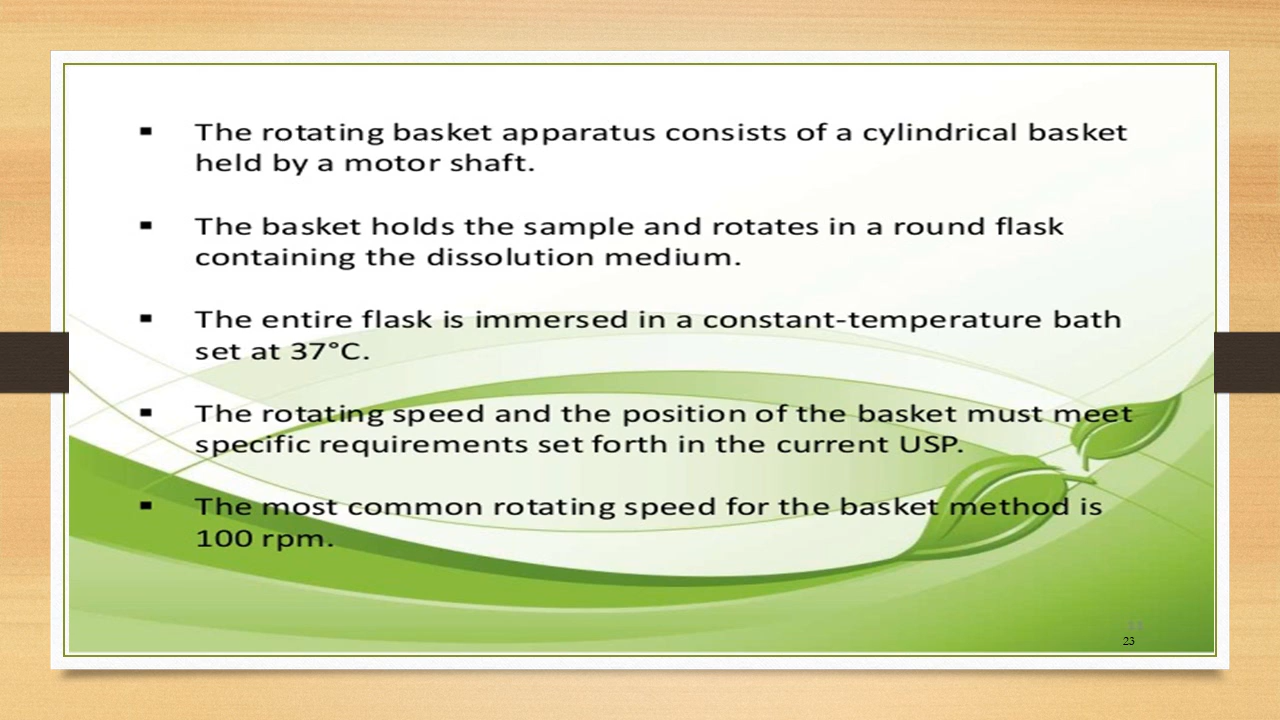 ▪ The rotating basket apparatus consists of a cylindrical basket
held by a motor shaft.
▪ The basket holds the sample and rotates in a round flask
containing the dissolution medium.
▪ The entire flask is immersed in a constant-temperature bath
set at 37°C.
▪ The rotating speed and the position of the basket must meet
specific requirements set forth in the current USP.
▪ The most common rotating speed for the basket method is
100 rpm.
23